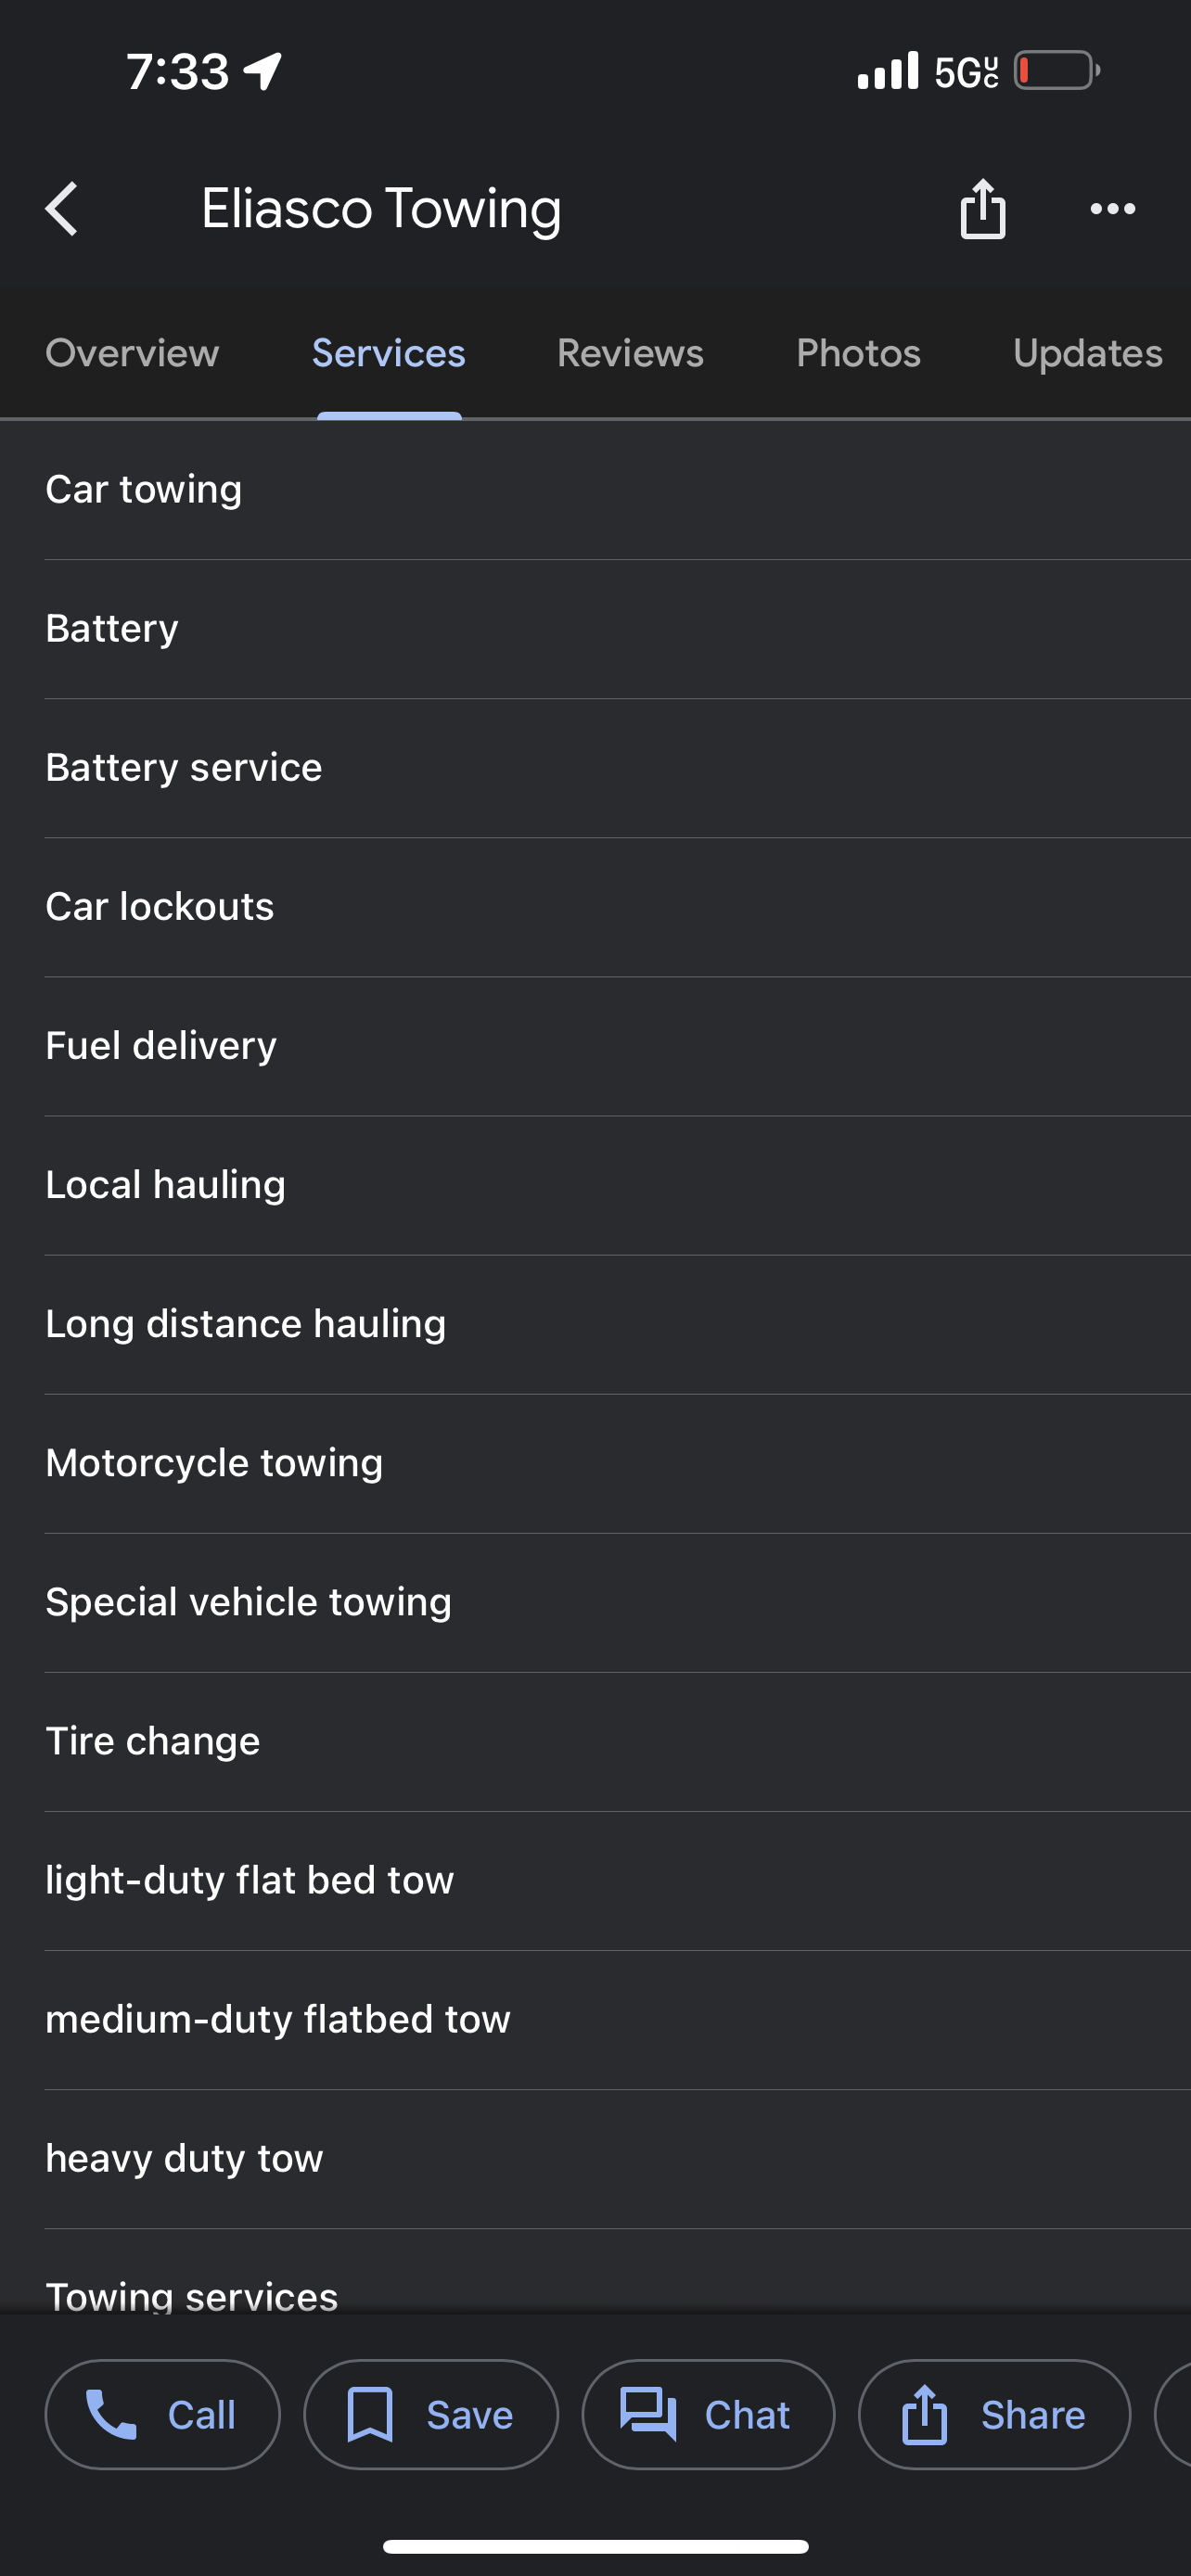 7:33
5GUC
Eliasco Towing
Overview Services Reviews Photos Updates
Car towing
Battery
Battery service
Car lockouts
Fuel delivery
Local hauling
Long distance hauling
Motorcycle towing
Special vehicle towing
Tire change
light-duty flat bed tow
medium-duty flatbed tow
heavy duty tow
Towing services
Call Save Chat Share